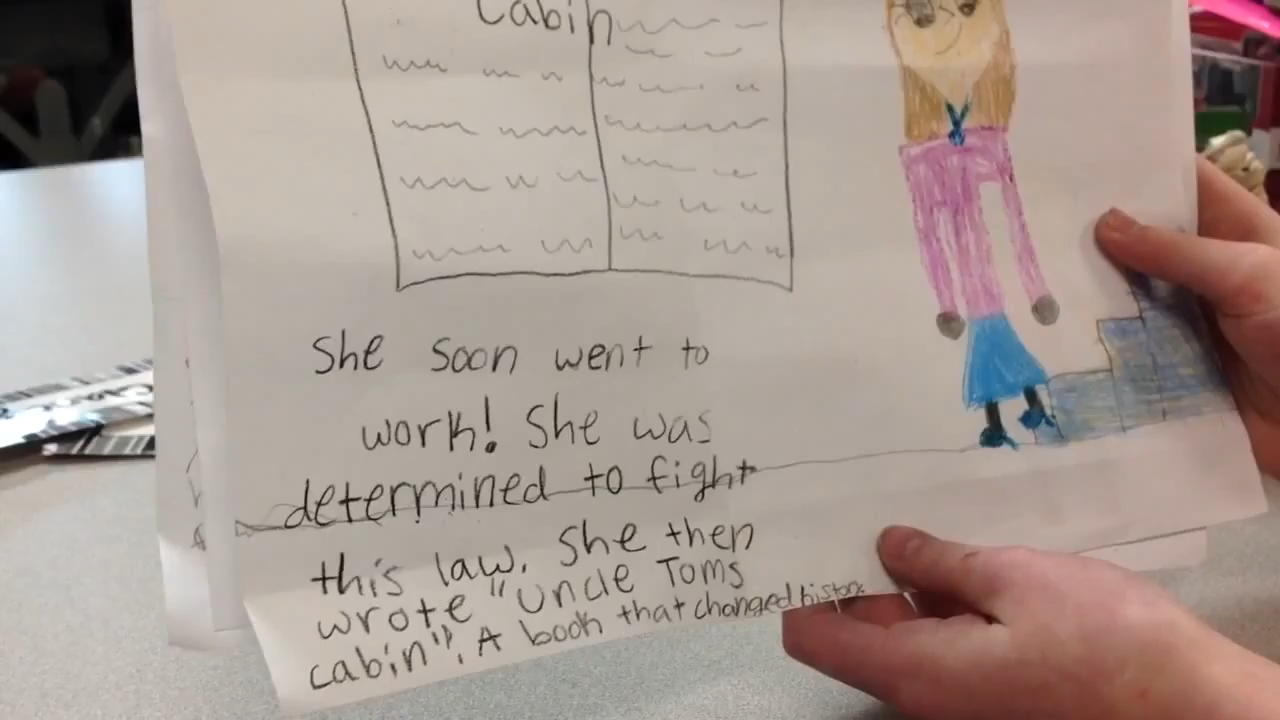 Cabin
She soon went to
work! She was
determined to fight
this law. She then
wrote "Uncle Toms
cabin". A book that changed history.